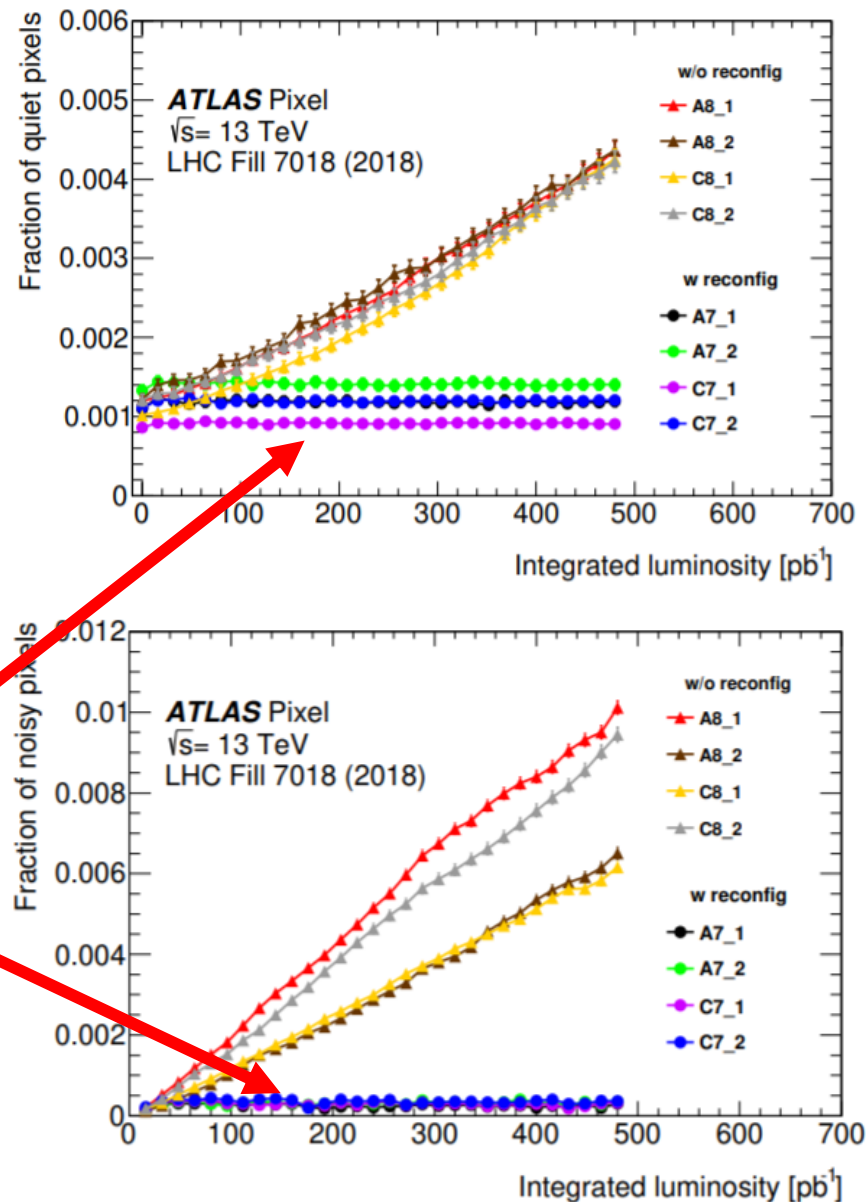 Fraction of quiet pixels
0.006
0.005
0.004
0.003
0.002
0.001
0
ATLAS Pixel
√s= 13 TeV
LHC Fill 7018 (2018)
w/o reconfig
A8_1
A8_2
C8_1
C8_2
w reconfig
A7_1
A7_2
C7_1
C7_2
0 100 200 300 400 500 600 700
Integrated luminosity [pb⁻¹]
Fraction of noisy pixels
0.012
0.01
0.008
0.006
0.004
0.002
0
ATLAS Pixel
√s= 13 TeV
LHC Fill 7018 (2018)
w/o reconfig
A8_1
A8_2
C8_1
C8_2
w reconfig
A7_1
A7_2
C7_1
C7_2
0 100 200 300 400 500 600 700
Integrated luminosity [pb⁻¹]